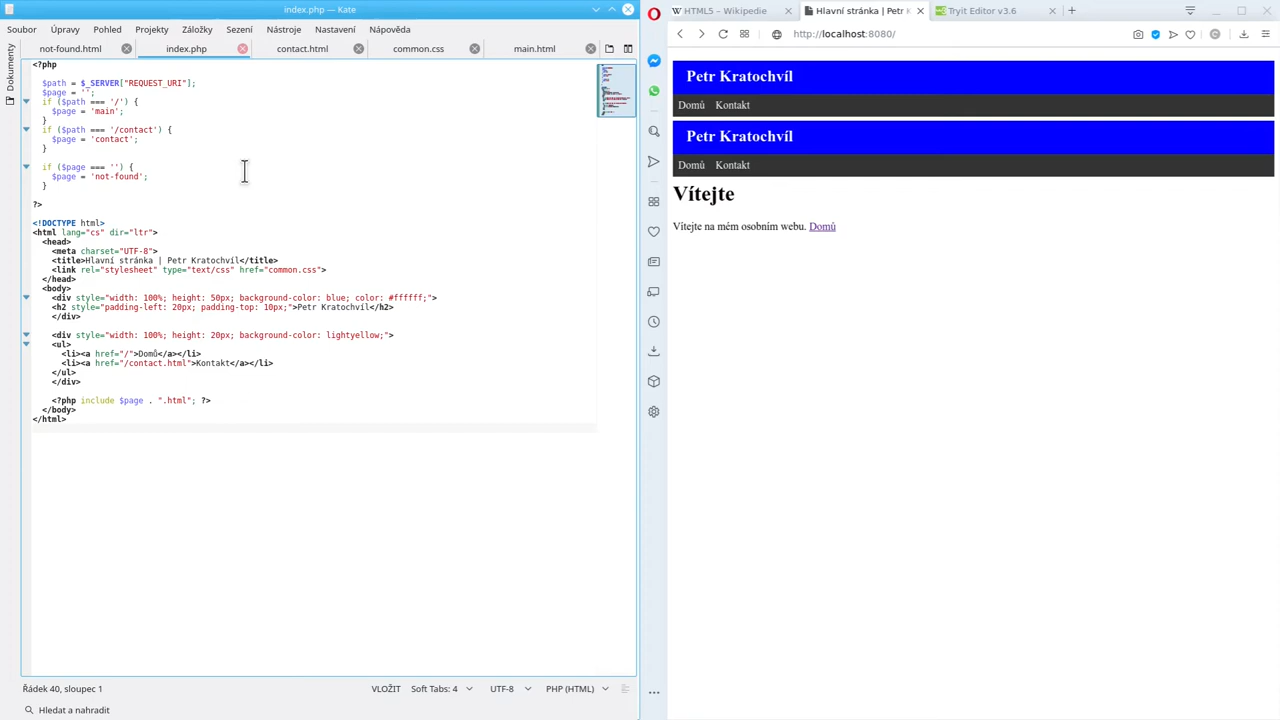 index.php — Kate
Soubor Úpravy Pohled Projekty Záložky Sezení Nástroje Nastavení Nápověda
not-found.html index.php contact.html common.css main.html
Dokumenty
<?php
$path = $_SERVER["REQUEST_URI"];
$page = '';
if ($path === '/') {
$page = 'main';
}
if ($path === '/contact') {
$page = 'contact';
}
if ($page === '') {
$page = 'not-found';
}
?>
<!DOCTYPE html>
<html lang="cs" dir="ltr">
<head>
<meta charset="UTF-8">
<title>Hlavní stránka | Petr Kratochvíl</title>
<link rel="stylesheet" type="text/css" href="common.css">
</head>
<body>
<div style="width: 100%; height: 50px; background-color: blue; color: #ffffff;">
<h2 style="padding-left: 20px; padding-top: 10px;">Petr Kratochvíl</h2>
</div>
<div style="width: 100%; height: 20px; background-color: lightyellow;">
<ul>
<li><a href="/">Domů</a></li>
<li><a href="/contact.html">Kontakt</a></li>
</ul>
</div>
<?php include $page . ".html"; ?>
</body>
</html>
Řádek 40, sloupec 1 VLOŽIT Soft Tabs: 4 UTF-8 PHP (HTML)
Hledat a nahradit
HTML5 – Wikipedie Hlavní stránka | Petr K Tryit Editor v3.6
http://localhost:8080/
Petr Kratochvíl
Domů Kontakt
Petr Kratochvíl
Domů Kontakt
Vítejte
Vítejte na mém osobním webu. Domů